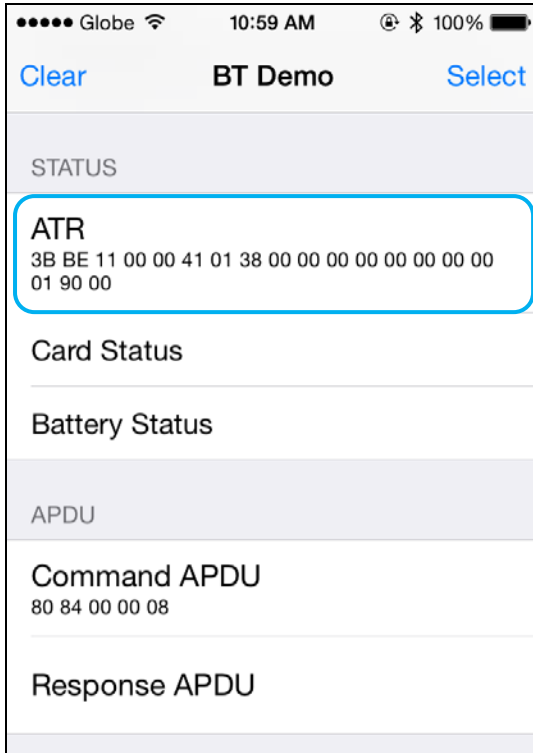 Globe 10:59 AM 100%
Clear BT Demo Select
STATUS
ATR
3B BE 11 00 00 41 01 38 00 00 00 00 00 00 00 00
01 90 00
Card Status
Battery Status
APDU
Command APDU
80 84 00 00 08
Response APDU